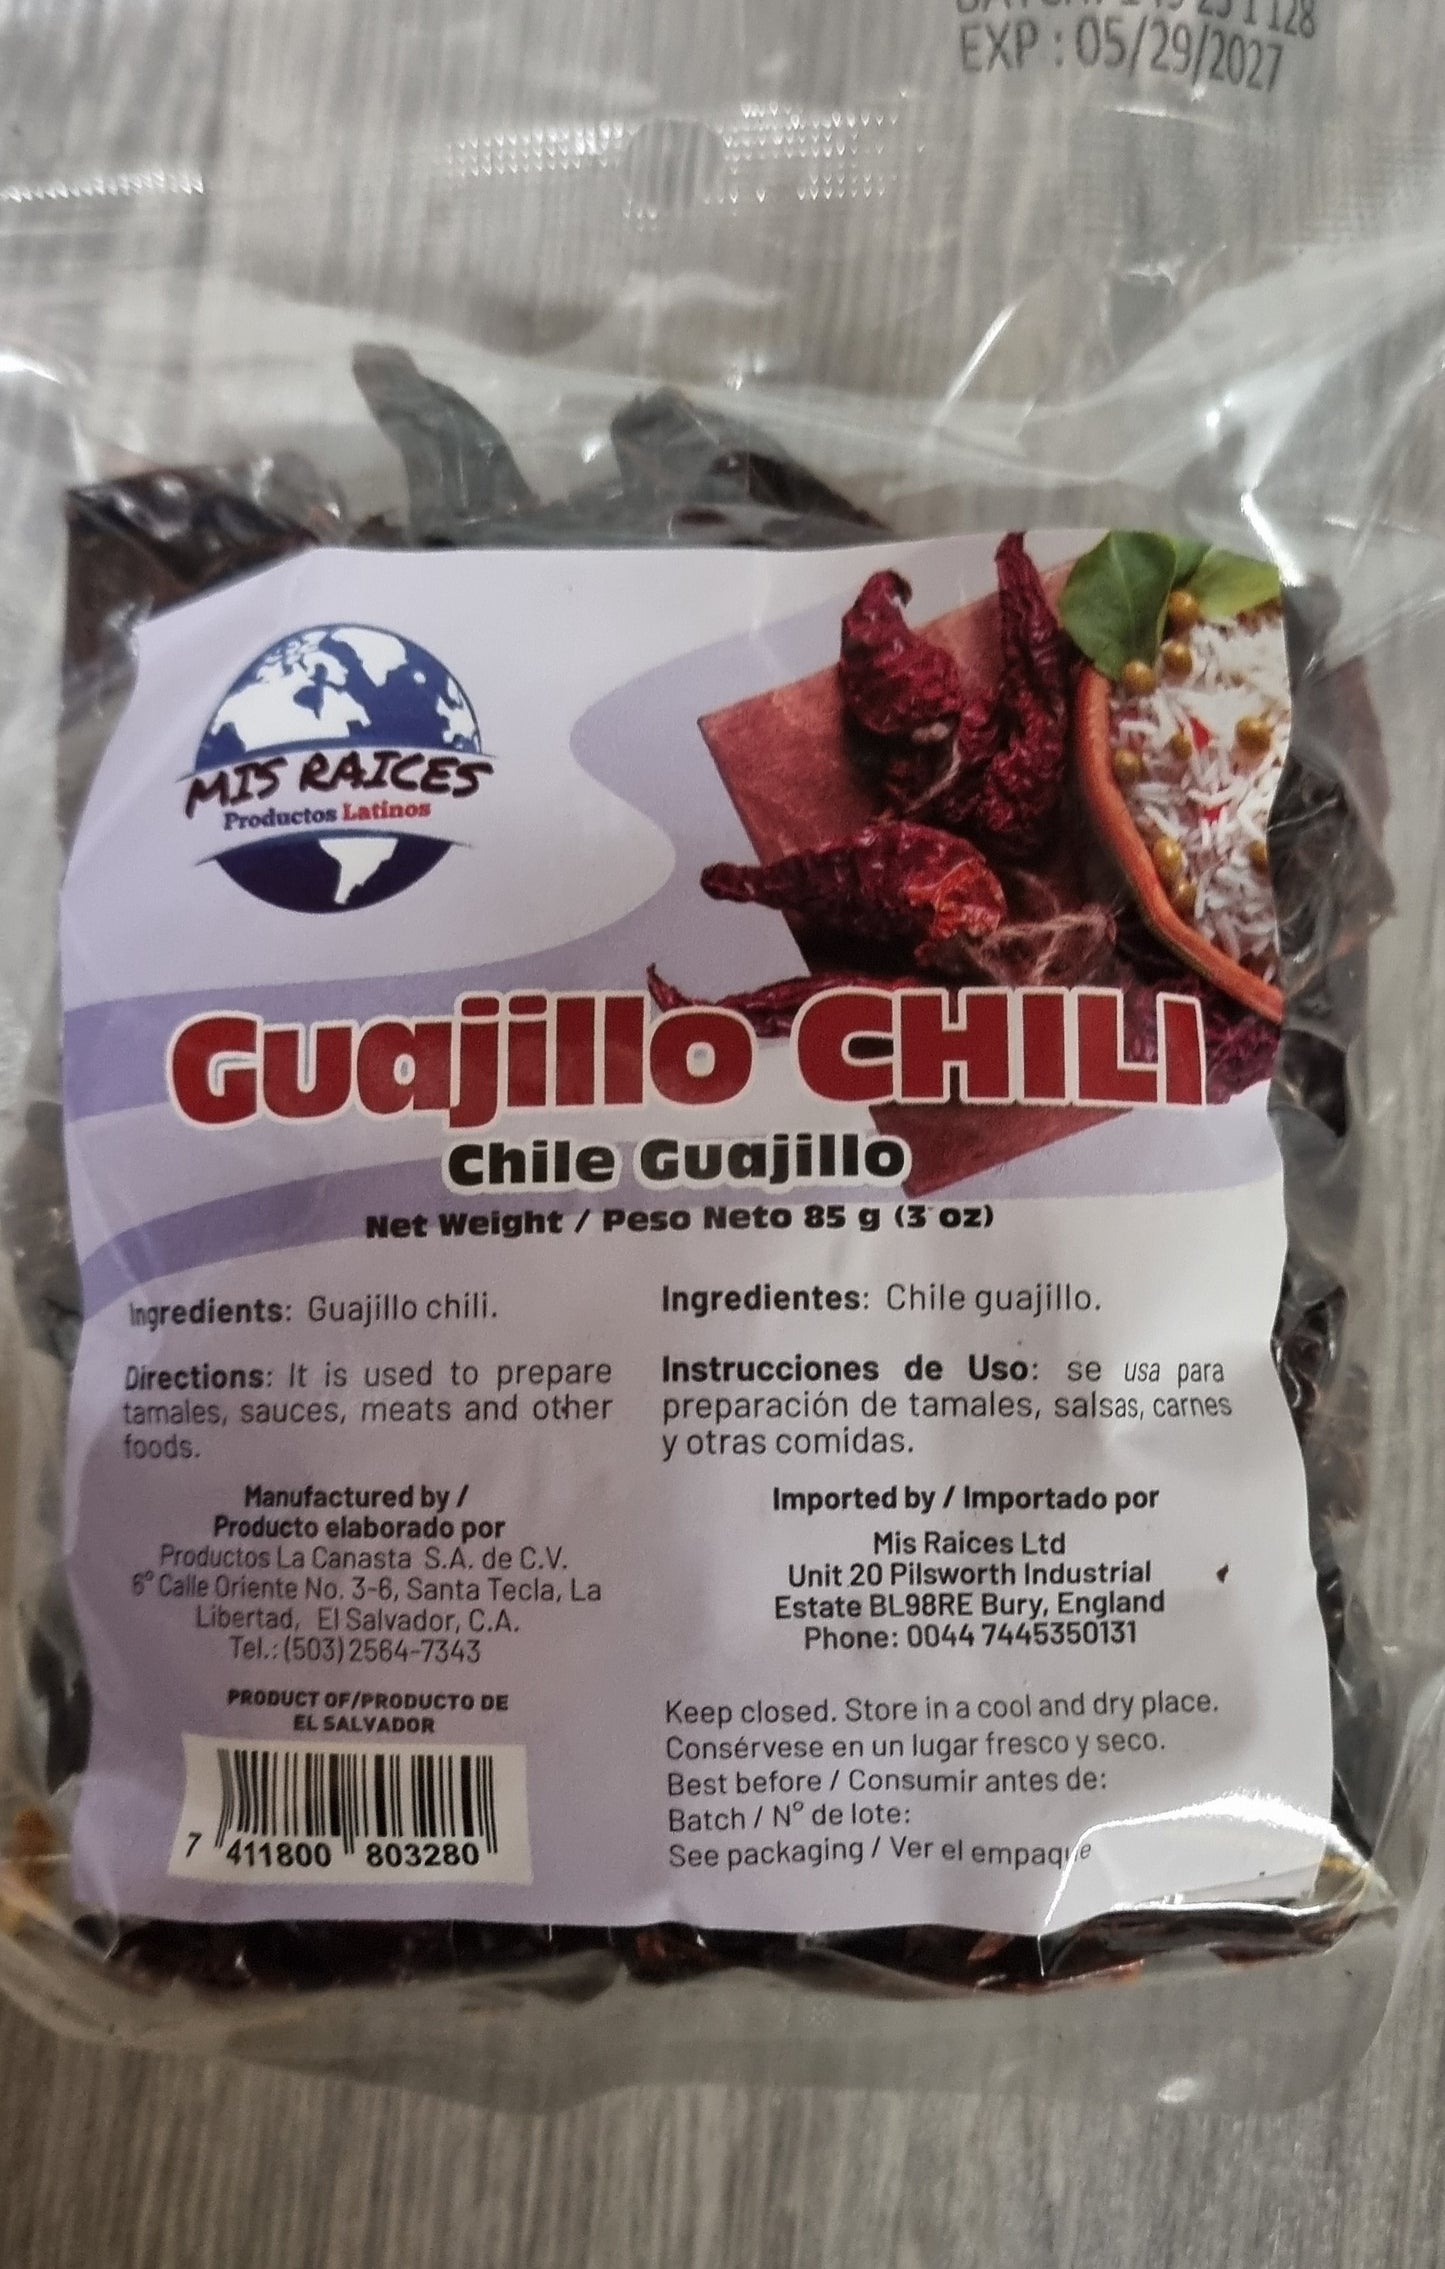 EXP : 05/29/2027
MIS RAICES
Productos Latinos
Guajillo CHILI
Chile Guajillo
Net Weight / Peso Neto 85 g (3 oz)
Ingredients: Guajillo chili.
Directions: It is used to prepare
tamales, sauces, meats and other
foods.
Ingredientes: Chile guajillo.
Instrucciones de Uso: se usa para
preparación de tamales, salsas, carnes
y otras comidas.
Manufactured by /
Producto elaborado por
Productos La Canasta S.A. de C.V.
6° Calle Oriente No. 3-6, Santa Tecla, La
Libertad, El Salvador, C.A.
Tel.: (503) 2564-7343
PRODUCT OF/PRODUCTO DE
EL SALVADOR
7 411800 803280
Imported by / Importado por
Mis Raices Ltd
Unit 20 Pilsworth Industrial
Estate BL98RE Bury, England
Phone: 0044 7445350131
Keep closed. Store in a cool and dry place.
Consérvese en un lugar fresco y seco.
Best before / Consumir antes de:
Batch / N° de lote:
See packaging / Ver el empaque